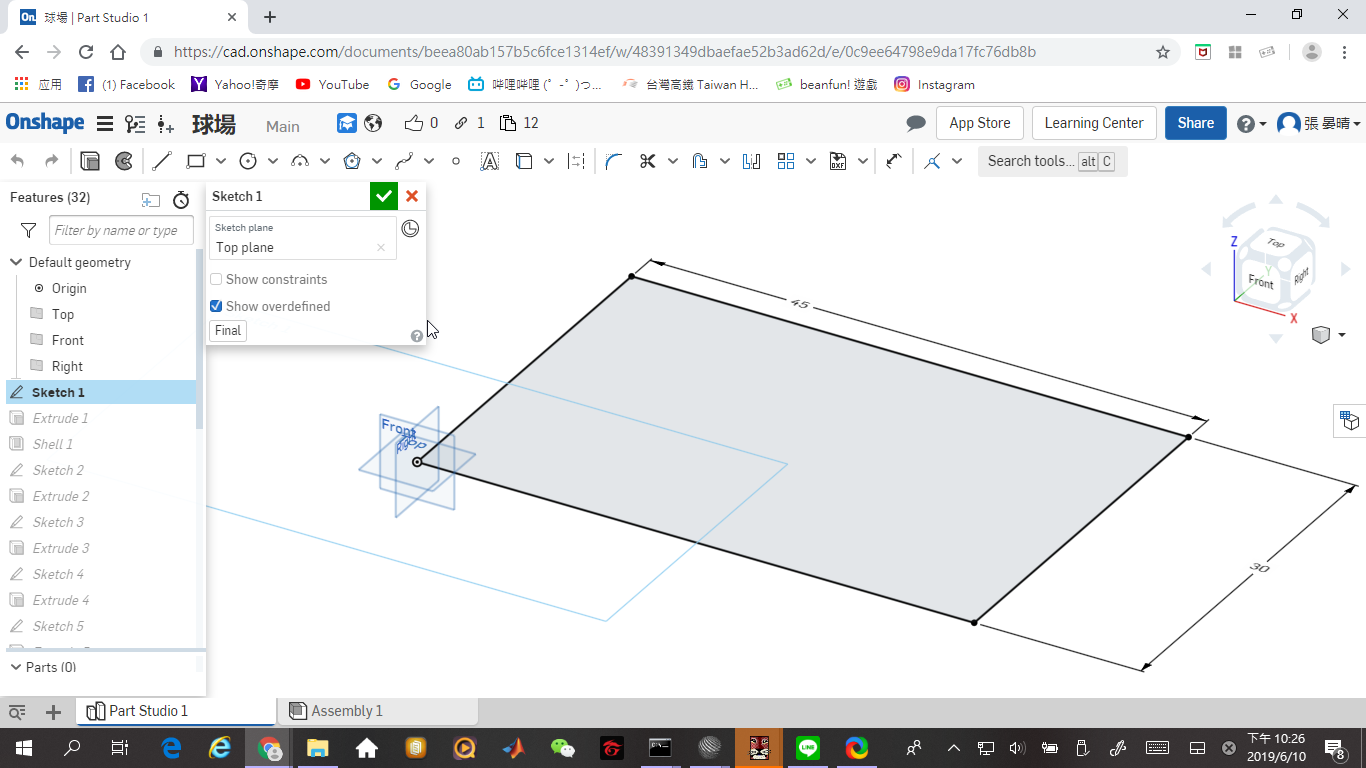 球場 | Part Studio 1
https://cad.onshape.com/documents/beea80ab157b5c6fce1314ef/w/48391349dbaefae52b3ad62d/e/0c9ee64798e9da17fc76db8b
应用
(1) Facebook
Yahoo!奇摩
YouTube
Google
哔哩哔哩 (゜-゜)つ...
台灣高鐵 Taiwan H...
beanfun! 遊戲
Instagram
Onshape
球場
Main
0
1
12
App Store
Learning Center
Share
張 晏晴
Search tools... alt C
Features (32)
Filter by name or type
Default geometry
Origin
Top
Front
Right
Sketch 1
Extrude 1
Shell 1
Sketch 2
Extrude 2
Sketch 3
Extrude 3
Sketch 4
Extrude 4
Sketch 5
Parts (0)
Sketch 1
Sketch plane
Top plane
Show constraints
Show overdefined
Final
Front
Top
45
30
Z
Y
X
Top
Front
Right
Part Studio 1
Assembly 1
下午 10:26
2019/6/10
8